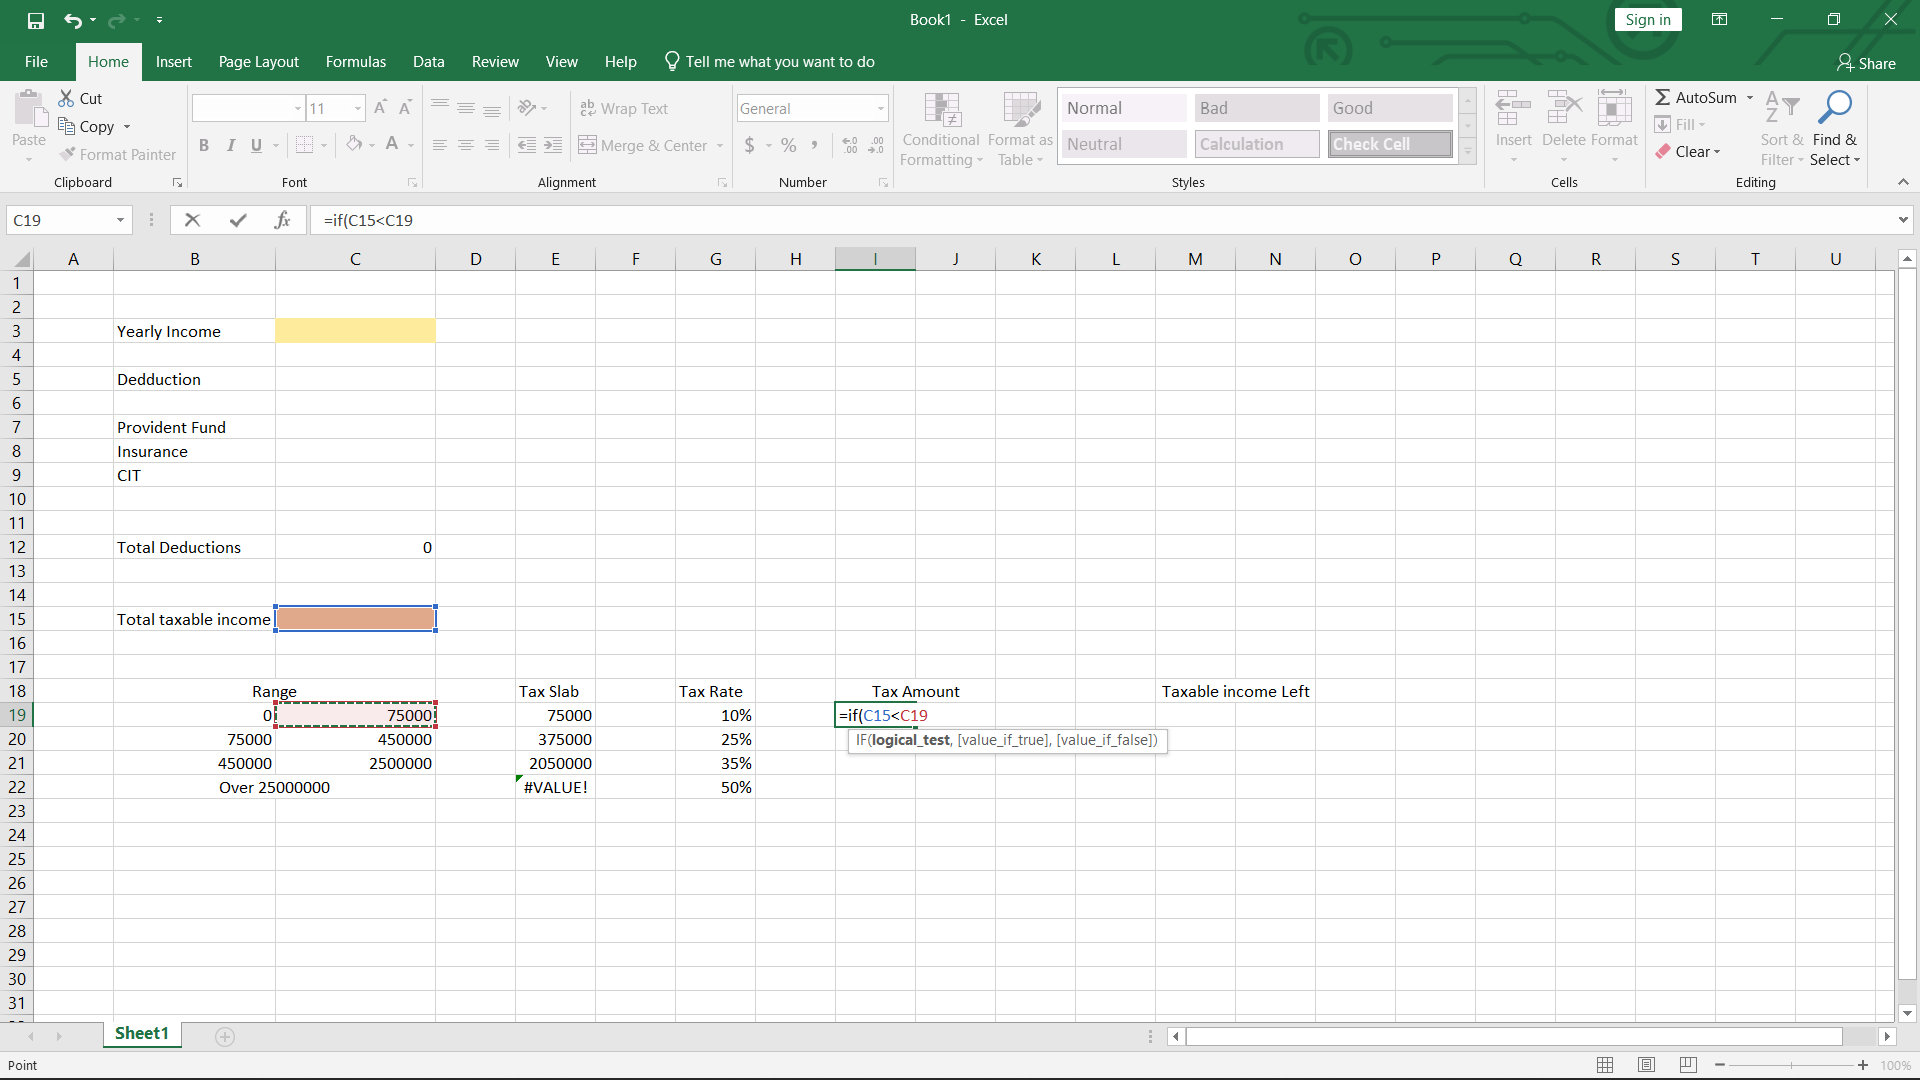 Book1 - Excel
Sign in
File Home Insert Page Layout Formulas Data Review View Help Tell me what you want to do
Share
Paste
Cut
Copy
Format Painter
Clipboard
11
B I U
Font
Wrap Text
Merge & Center
Alignment
General
$ % ,
Number
Conditional Formatting
Format as Table
Normal Bad Good
Neutral Calculation Check Cell
Styles
Insert Delete Format
Cells
AutoSum
Fill
Clear
Sort & Filter
Find & Select
Editing
C19 fx =if(C15<C19
A B C D E F G H I J K L M N O P Q R S T U
1
2
3 Yearly Income
4
5 Dedduction
6
7 Provident Fund
8 Insurance
9 CIT
10
11
12 Total Deductions 0
13
14
15 Total taxable income
16
17
18 Range Tax Slab Tax Rate Tax Amount Taxable income Left
19 0 75000 75000 10% =if(C15<C19
20 75000 450000 375000 25% IF(logical_test, [value_if_true], [value_if_false])
21 450000 2500000 2050000 35%
22 Over 25000000 #VALUE! 50%
23
24
25
26
27
28
29
30
31
Sheet1
Point
100%